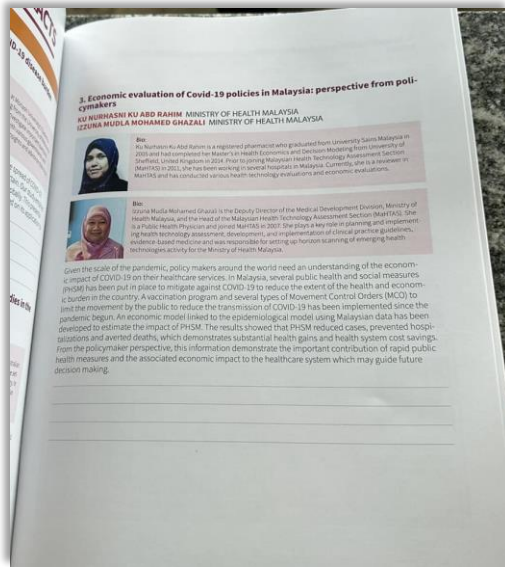 ACTS
3. Economic evaluation of Covid-19 policies in Malaysia: perspective from poli-
cymakers
KU NURHASNI KU ABD RAHIM MINISTRY OF HEALTH MALAYSIA
IZZUNA MUDLA MOHAMED GHAZALI MINISTRY OF HEALTH MALAYSIA
Bio:
Ku Nurhasni Ku Abd Rahim is a registered pharmacist who graduated from University Sains Malaysia in
2005 and had completed her Master's in Health Economics and Decision Modeling from University of
Sheffield, United Kingdom in 2014. Prior to joining Malaysian Health Technology Assessment Section
(MaHTAS) in 2011, she has been working in several hospitals in Malaysia. Currently, she is a reviewer in
MaHTAS and has conducted various health technology evaluations and economic evaluations.
Bio:
Izzuna Mudla Mohamed Ghazali is the Deputy Director of the Medical Development Division, Ministry of
Health Malaysia, and the Head of the Malaysian Health Technology Assessment Section (MaHTAS). She
is a Public Health Physician and joined MaHTAS in 2007. She plays a key role in planning and implement
ing health technology assessment, development, and implementation of clinical practice guidelines,
evidence-based medicine and was responsible for setting up horizon scanning of emerging health
technologies activity for the Ministry of Health Malaysia.
Given the scale of the pandemic, policy makers around the world need an understanding of the econom-
ic impact of COVID-19 on their healthcare services. In Malaysia, several public health and social measures
(PHSM) has been put in place to mitigate against COVID-19 to reduce the extent of the health and econom-
ic burden in the country. A vaccination program and several types of Movement Control Orders (MCO) to
limit the movement by the public to reduce the transmission of COVID-19 has been implemented since the
pandemic begun. An economic model linked to the epidemiological model using Malaysian data has been
developed to estimate the impact of PHSM. The results showed that PHSM reduced cases, prevented hospi-
talizations and averted deaths, which demonstrates substantial health gains and health system cost savings.
From the policymaker perspective, this information demonstrate the important contribution of rapid public
health measures and the associated economic impact to the healthcare system which may guide future
decision making.